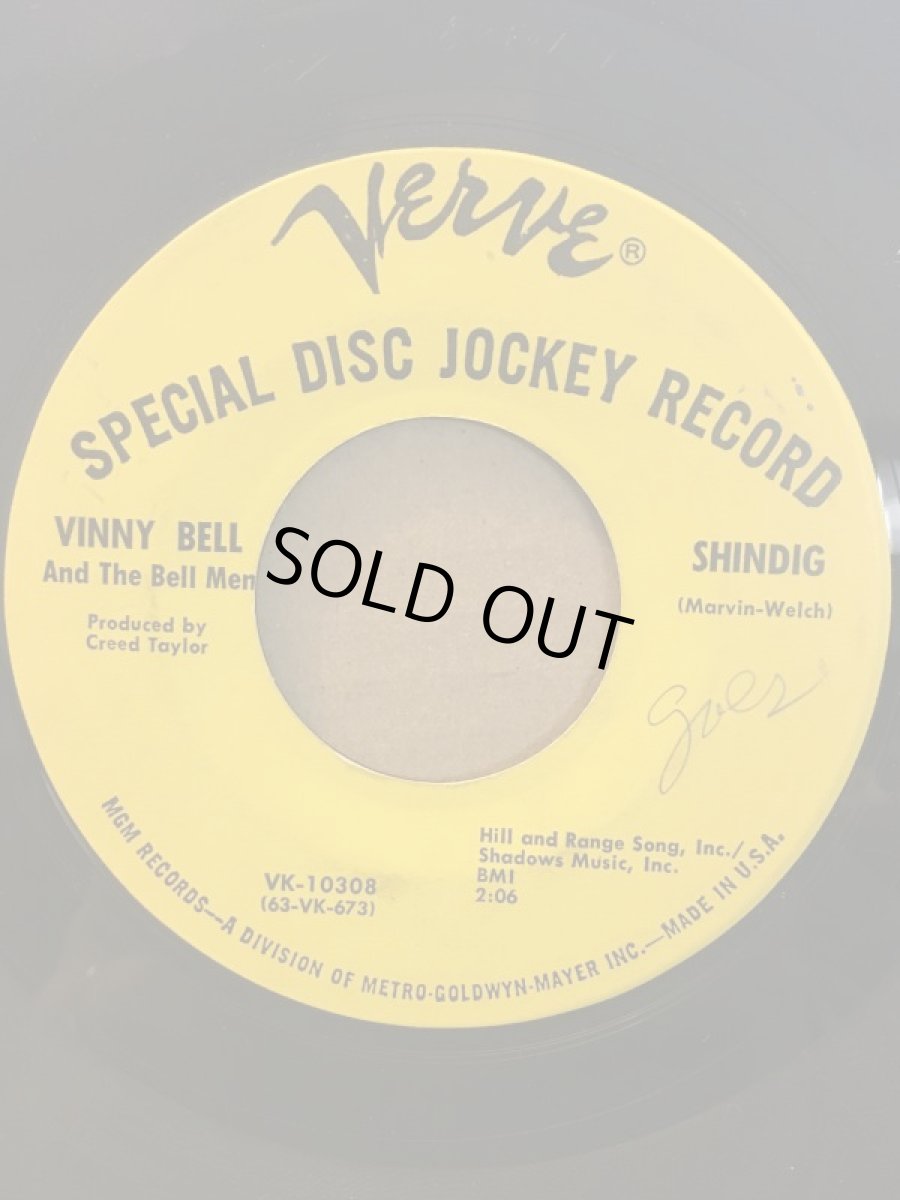 Verve®
SPECIAL DISC JOCKEY RECORD
VINNY BELL
And The Bell Men
Produced by
Creed Taylor
SOLD OUT
SHINDIG
(Marvin-Welch)
VK-10308
(63-VK-673)
Hill and Range Song, Inc./
Shadows Music, Inc.
BMI
2:06
MGM RECORDS—A DIVISION OF METRO-GOLDWYN-MAYER INC.—MADE IN U.S.A.